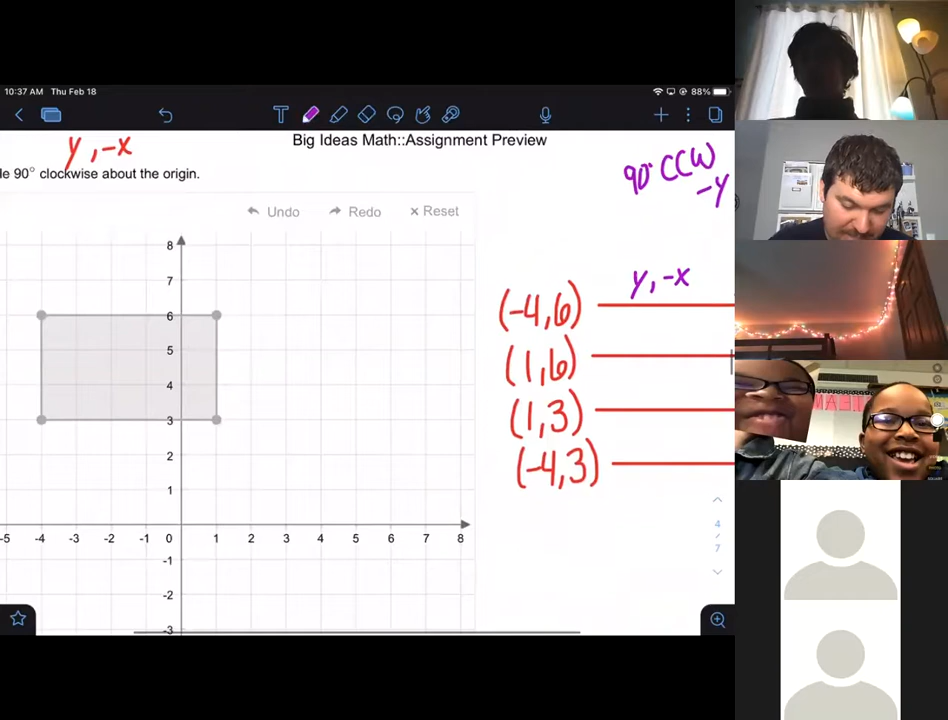 10:37 AM Thu Feb 18
88%
y, -x
Big Ideas Math::Assignment Preview
de 90° clockwise about the origin.
90° CCW
-y
Undo
Redo
× Reset
8
7
6
5
4
3
2
1
-5 -4 -3 -2 -1 0 1 2 3 4 5 6 7 8
-1
-2
-3
y, -x
(-4,6)
(1,6)
(1,3)
(-4,3)
4
/
7